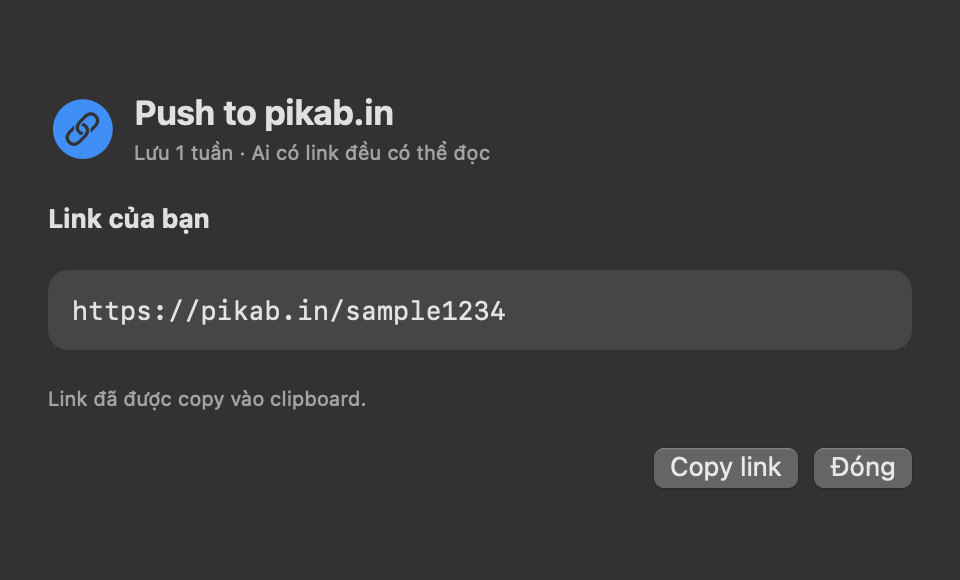 Push to pikab.in
Lưu 1 tuần · Ai có link đều có thể đọc
Link của bạn
https://pikab.in/sample1234
Link đã được copy vào clipboard.
Copy link
Đóng